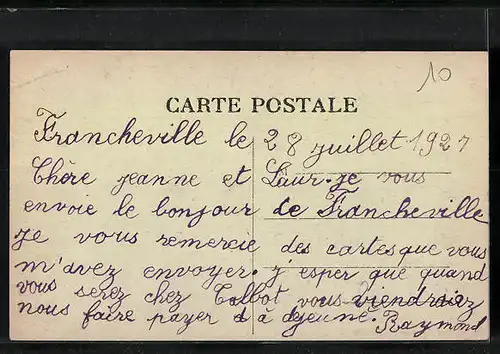 10
CARTE POSTALE
Francheville le 28 juillet 1927
Chère jeanne et Laur. je vous
envoie le bonjour de Francheville
je vous remercie des cartes que vous
m'avez envoyer. j'esper que quand
vous serez chez Talbot vous viendraiz
nous faire payer d à dejeuné. Raymond